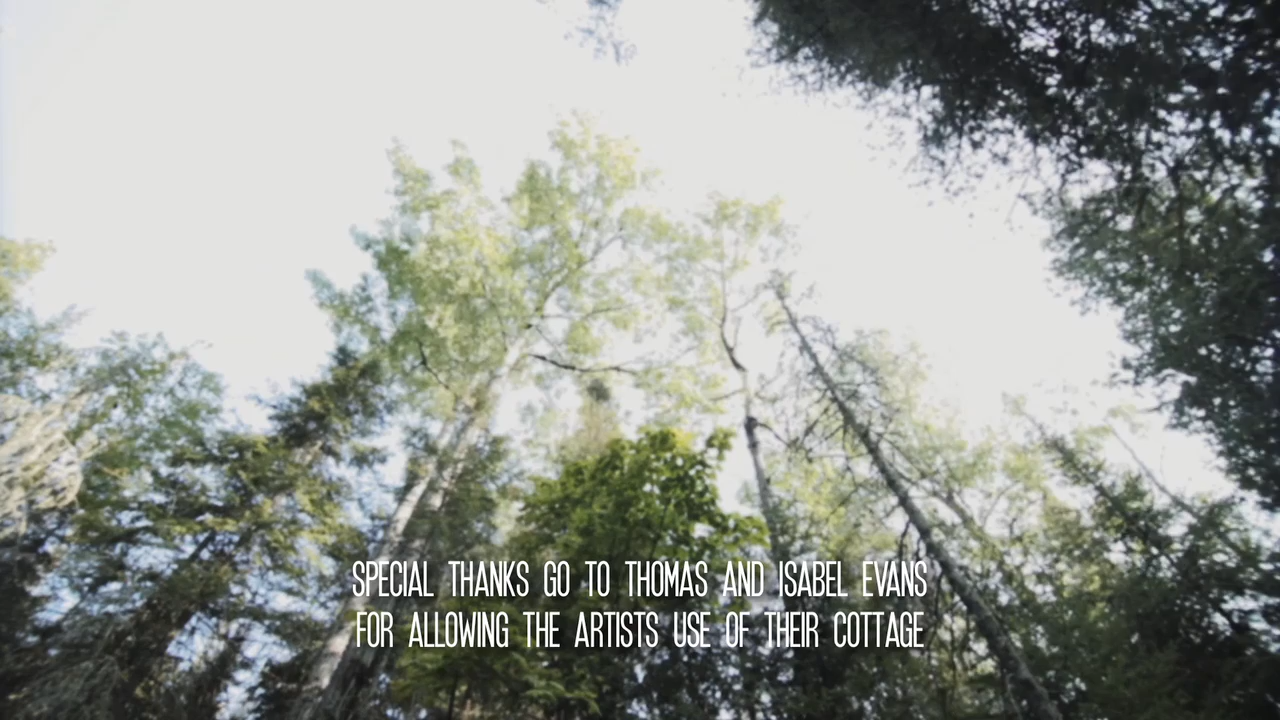 SPECIAL THANKS GO TO THOMAS AND ISABEL EVANS
FOR ALLOWING THE ARTISTS USE OF THEIR COTTAGE